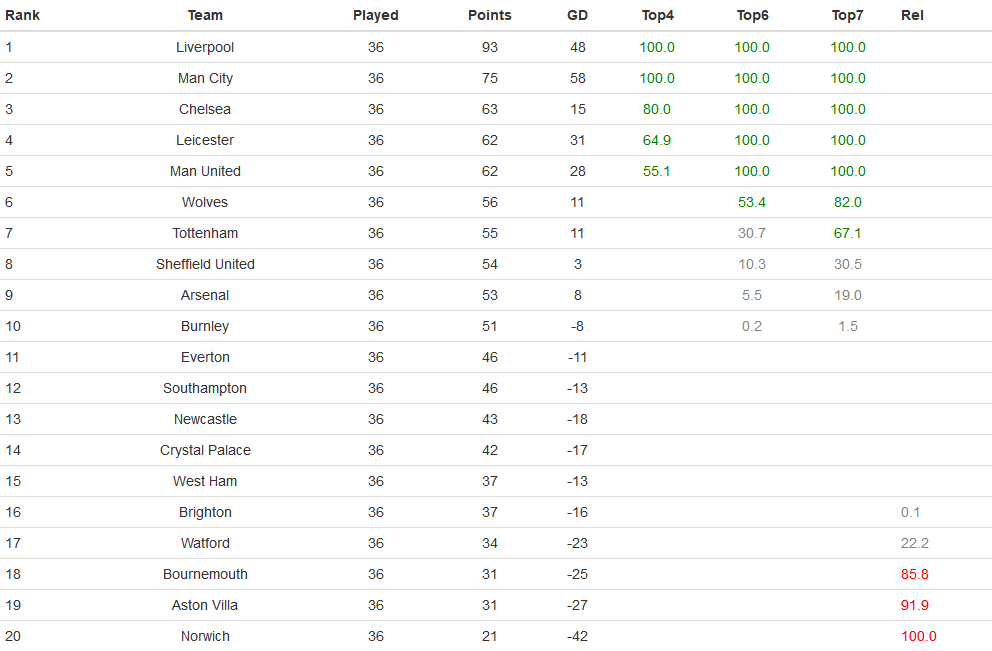 Rank Team Played Points GD Top4 Top6 Top7 Rel
1 Liverpool 36 93 48 100.0 100.0 100.0
2 Man City 36 75 58 100.0 100.0 100.0
3 Chelsea 36 63 15 80.0 100.0 100.0
4 Leicester 36 62 31 64.9 100.0 100.0
5 Man United 36 62 28 55.1 100.0 100.0
6 Wolves 36 56 11 53.4 82.0
7 Tottenham 36 55 11 30.7 67.1
8 Sheffield United 36 54 3 10.3 30.5
9 Arsenal 36 53 8 5.5 19.0
10 Burnley 36 51 -8 0.2 1.5
11 Everton 36 46 -11
12 Southampton 36 46 -13
13 Newcastle 36 43 -18
14 Crystal Palace 36 42 -17
15 West Ham 36 37 -13
16 Brighton 36 37 -16 0.1
17 Watford 36 34 -23 22.2
18 Bournemouth 36 31 -25 85.8
19 Aston Villa 36 31 -27 91.9
20 Norwich 36 21 -42 100.0